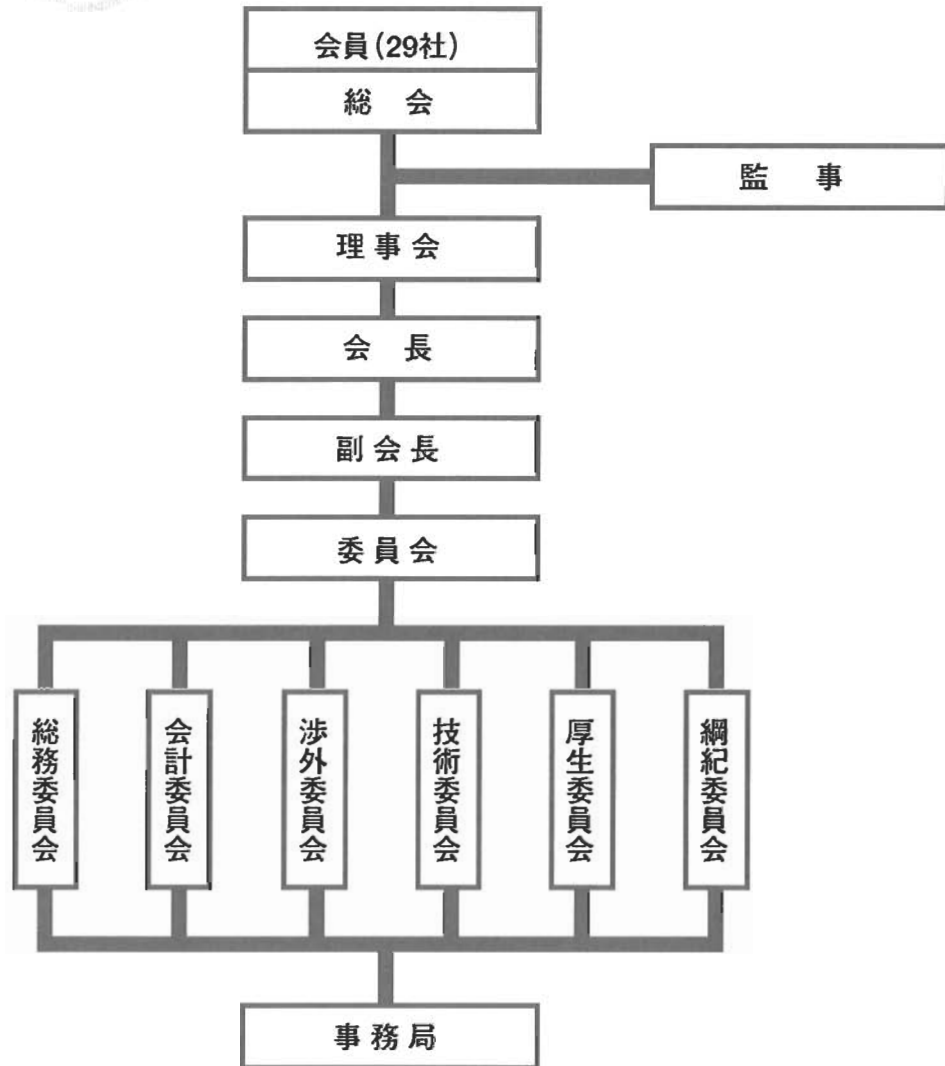 会員(29社)
総 会
監 事
理事会
会 長
副会長
委員会
総務委員会
会計委員会
渉外委員会
技術委員会
厚生委員会
綱紀委員会
事務局